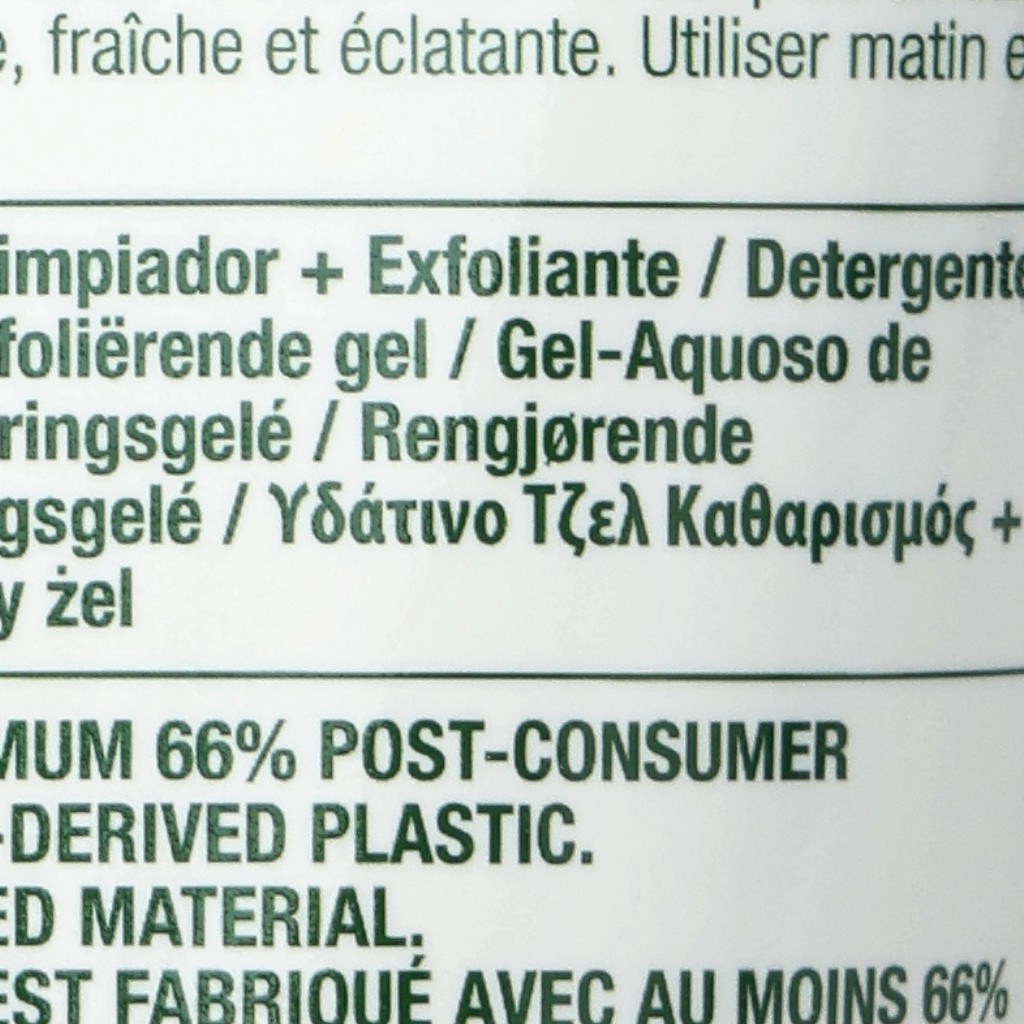 , fraîche et éclatante. Utiliser matin
impiador + Exfoliante / Detergente
foliërende gel / Gel-Aquoso de
ringsgelé / Rengjørende
gsgelé / Υδάτινο Τζελ Καθαρισμός +
y żel
MUM 66% POST-CONSUMER
-DERIVED PLASTIC.
ED MATERIAL.
EST FABRIQUÉ AVEC AU MOINS 66%